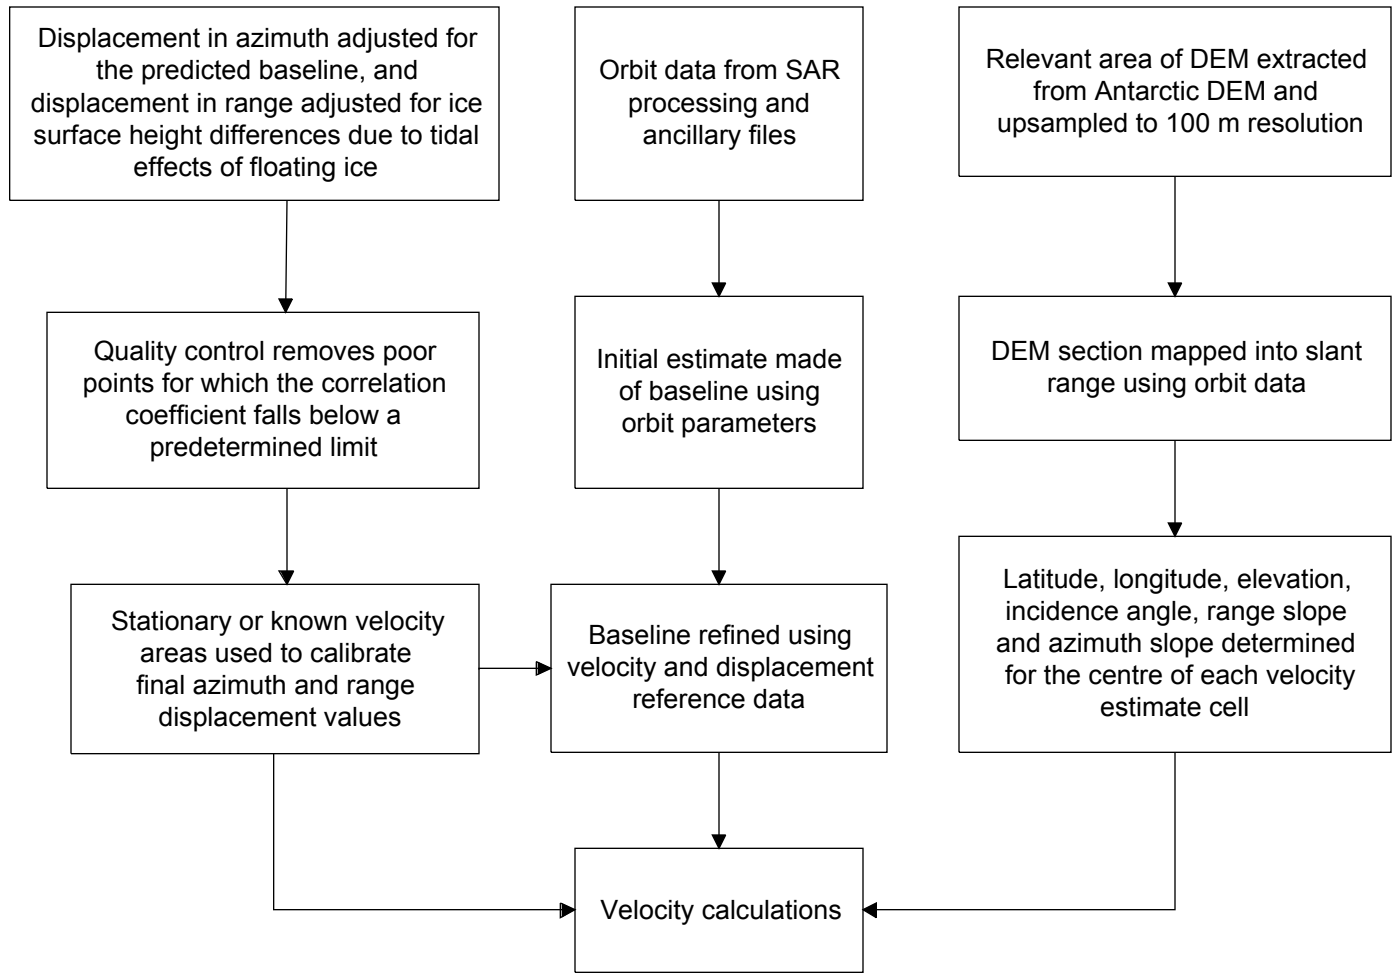 Displacement in azimuth adjusted for
the predicted baseline, and
displacement in range adjusted for ice
surface height differences due to tidal
effects of floating ice
Orbit data from SAR
processing and
ancillary files
Relevant area of DEM extracted
from Antarctic DEM and
upsampled to 100 m resolution
Quality control removes poor
points for which the correlation
coefficient falls below a
predetermined limit
Initial estimate made
of baseline using
orbit parameters
DEM section mapped into slant
range using orbit data
Stationary or known velocity
areas used to calibrate
final azimuth and range
displacement values
Baseline refined using
velocity and displacement
reference data
Latitude, longitude, elevation,
incidence angle, range slope
and azimuth slope determined
for the centre of each velocity
estimate cell
Velocity calculations